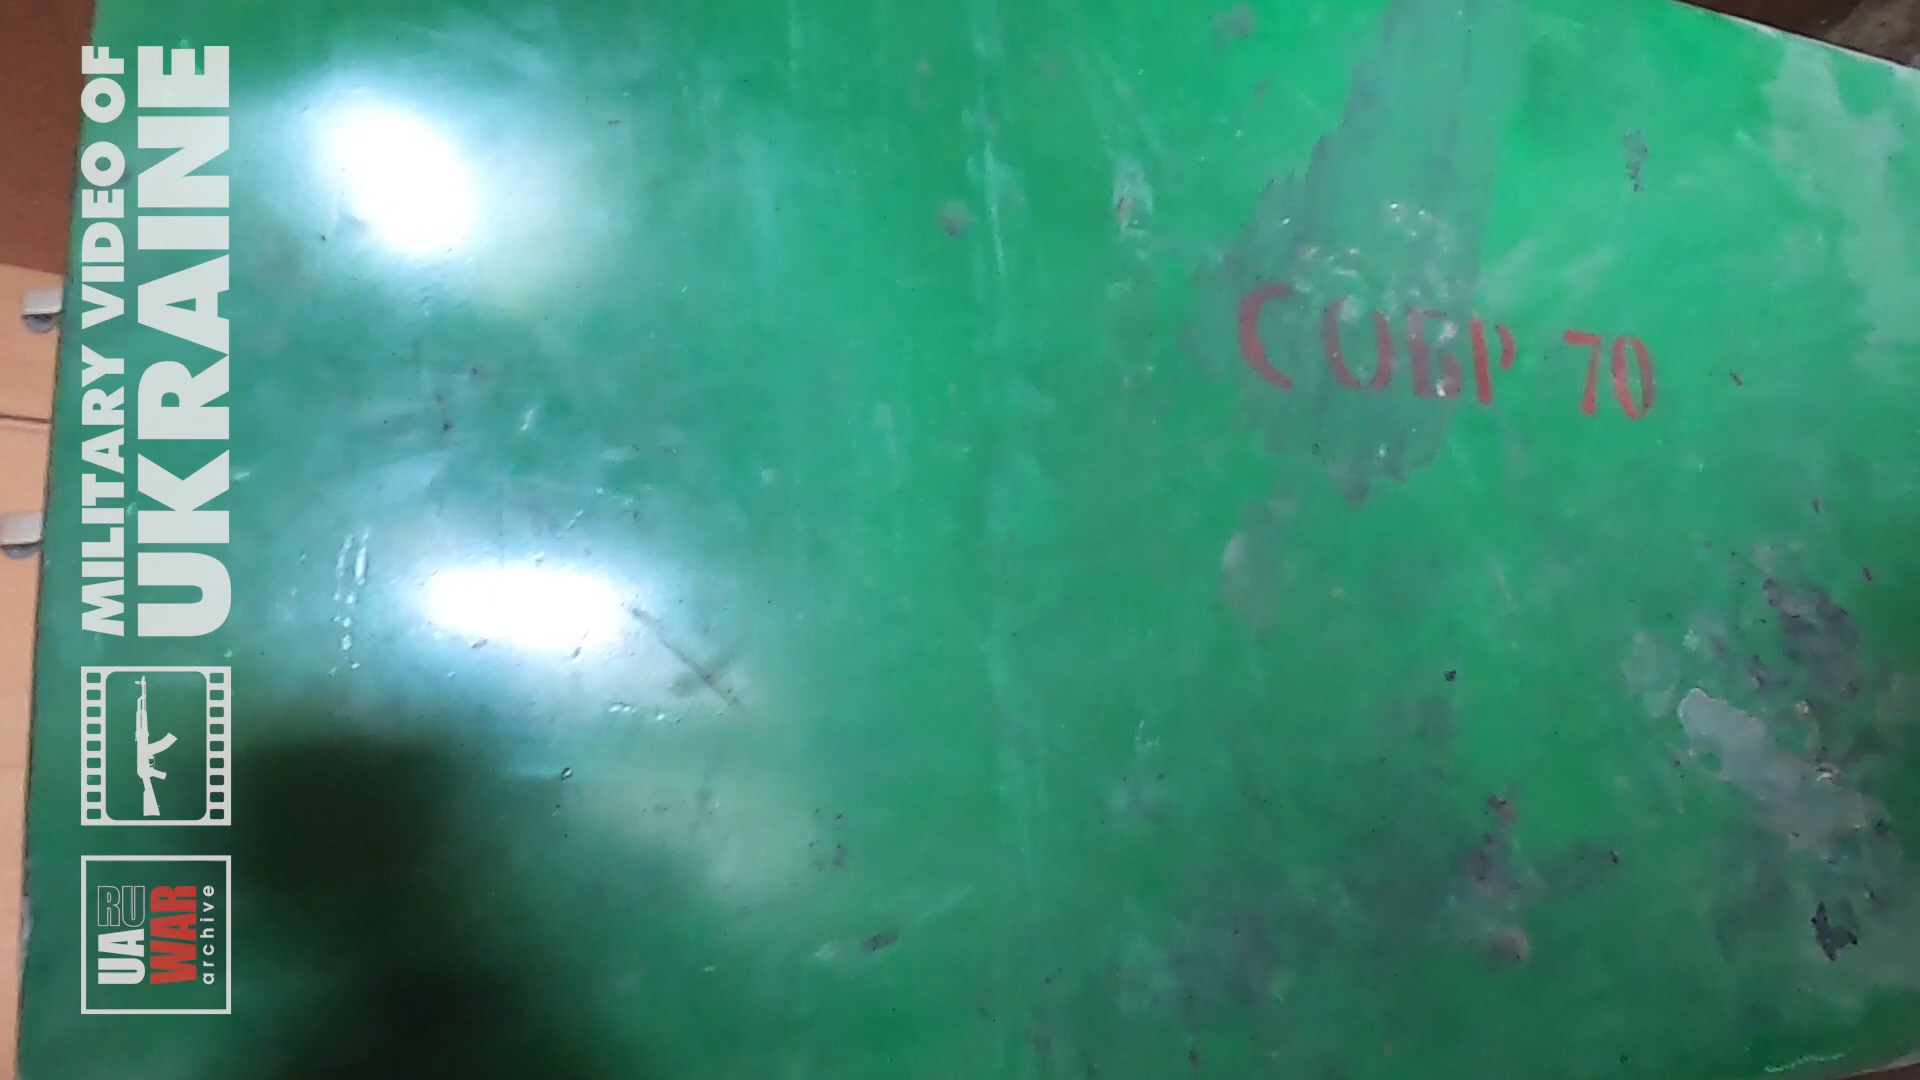 MILITARY VIDEO OF
UKRAINE
UA RU
WAR
archive
СОБР 70